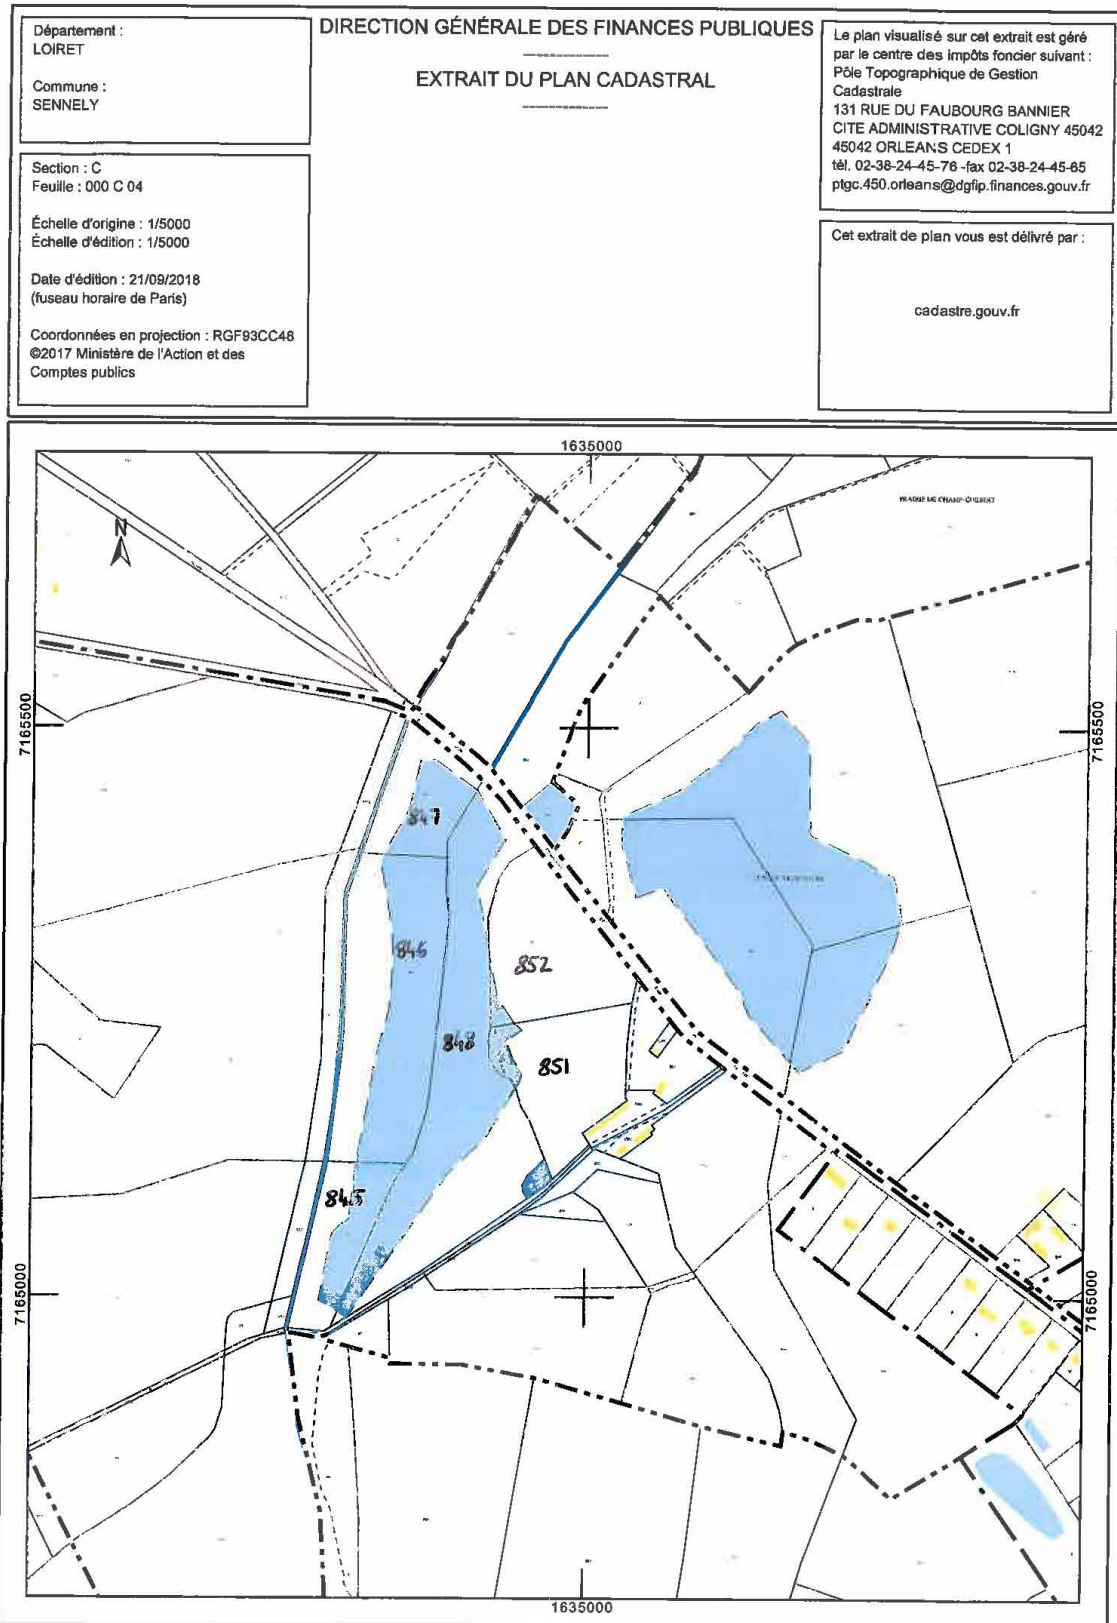 Département :
LOIRET
Commune :
SENNELY
Section : C
Feuille : 000 C 04
Échelle d'origine : 1/5000
Échelle d'édition : 1/5000
Date d'édition : 21/09/2018
(fuseau horaire de Paris)
Coordonnées en projection : RGF93CC48
©2017 Ministère de l'Action et des
Comptes publics
DIRECTION GÉNÉRALE DES FINANCES PUBLIQUES
EXTRAIT DU PLAN CADASTRAL
Le plan visualisé sur cet extrait est géré
par le centre des impôts foncier suivant :
Pôle Topographique de Gestion
Cadastrale
131 RUE DU FAUBOURG BANNIER
CITE ADMINISTRATIVE COLIGNY 45042
45042 ORLEANS CEDEX 1
tél. 02-38-24-45-76 -fax 02-38-24-45-65
ptgc.450.orleans@dgfip.finances.gouv.fr
Cet extrait de plan vous est délivré par :
cadastre.gouv.fr
1635000
N
7165500
7165500
847
846
852
848
851
845
7165000
7165000
1635000